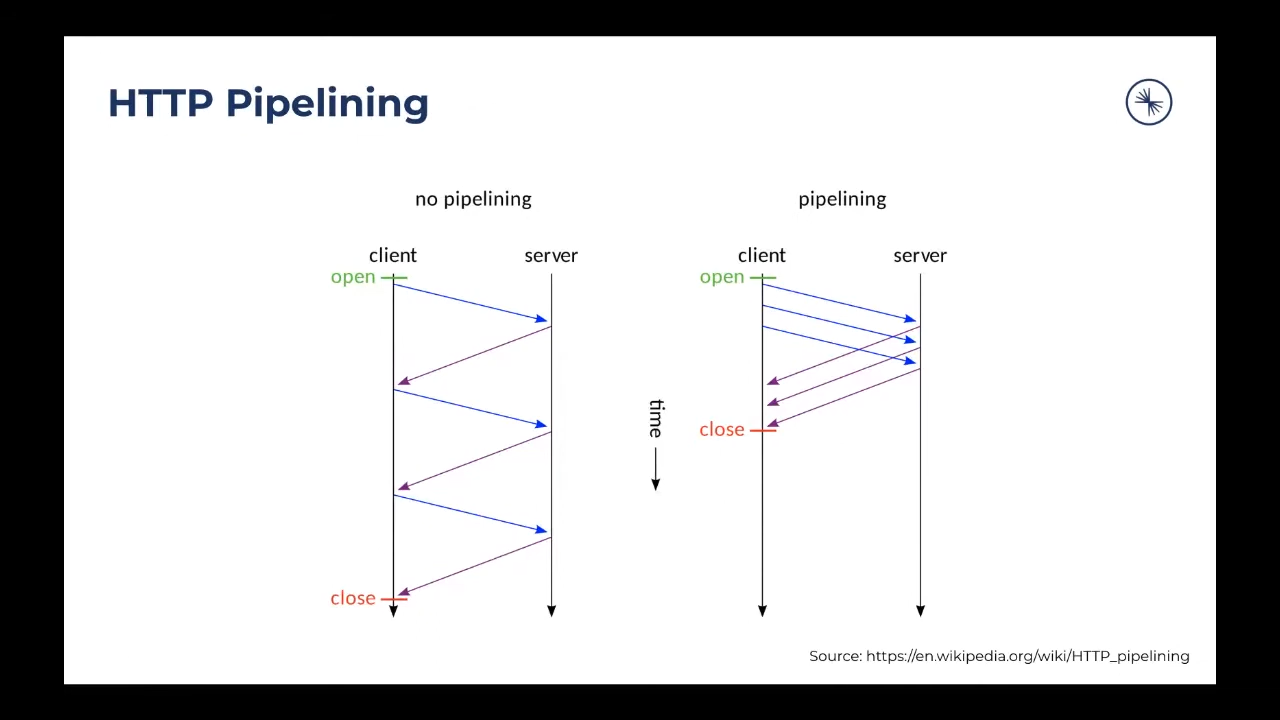 HTTP Pipelining
no pipelining
pipelining
client
server
client
server
open
open
time
close
close
Source: https://en.wikipedia.org/wiki/HTTP_pipelining